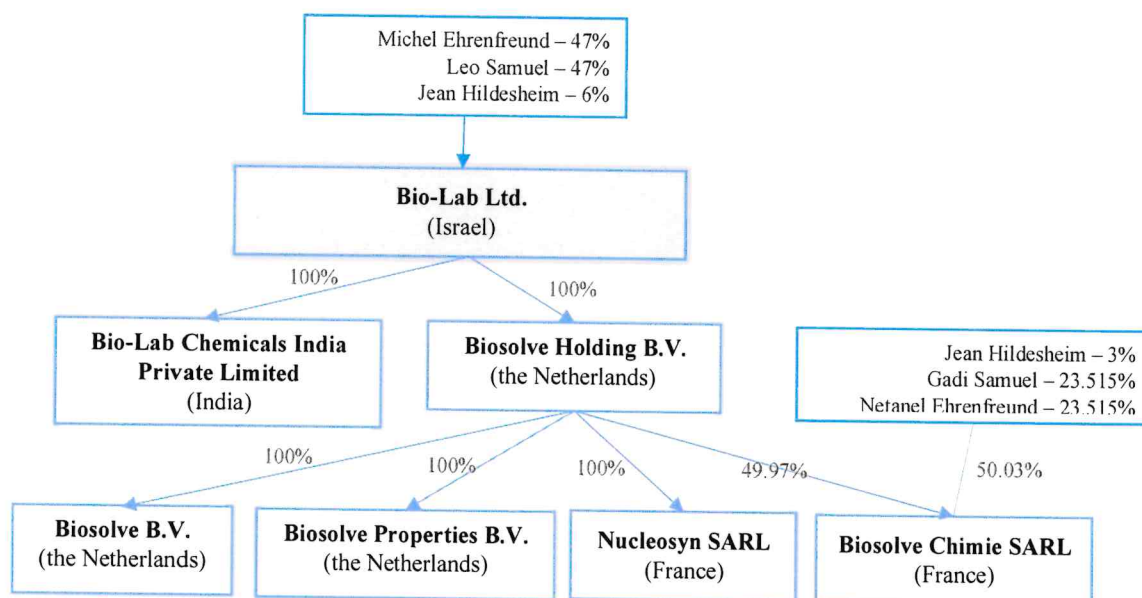 Michel Ehrenfreund – 47%
Leo Samuel – 47%
Jean Hildesheim – 6%
Bio-Lab Ltd.
(Israel)
100%
100%
Bio-Lab Chemicals India
Private Limited
(India)
Biosolve Holding B.V.
(the Netherlands)
Jean Hildesheim – 3%
Gadi Samuel – 23.515%
Netanel Ehrenfreund – 23.515%
100%
100%
100%
49.97%
50.03%
Biosolve B.V.
(the Netherlands)
Biosolve Properties B.V.
(the Netherlands)
Nucleosyn SARL
(France)
Biosolve Chimie SARL
(France)